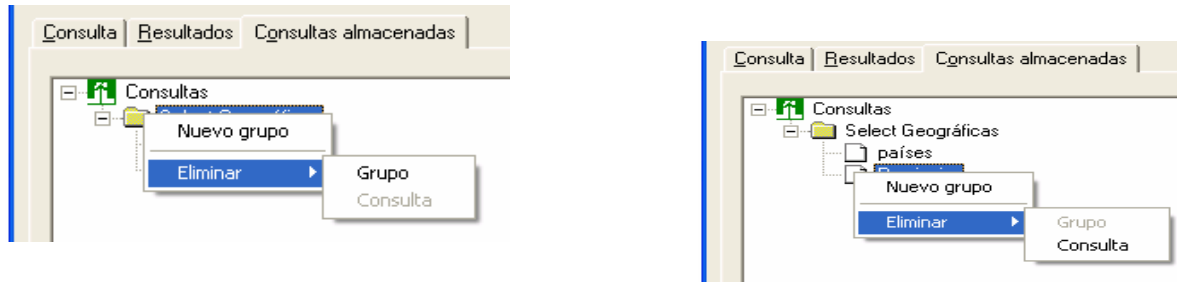 Consulta Resultados Consultas almacenadas
Consultas
Nuevo grupo
Eliminar
Grupo
Consulta
Consulta Resultados Consultas almacenadas
Consultas
Select Geográficas
países
Nuevo grupo
Eliminar
Grupo
Consulta